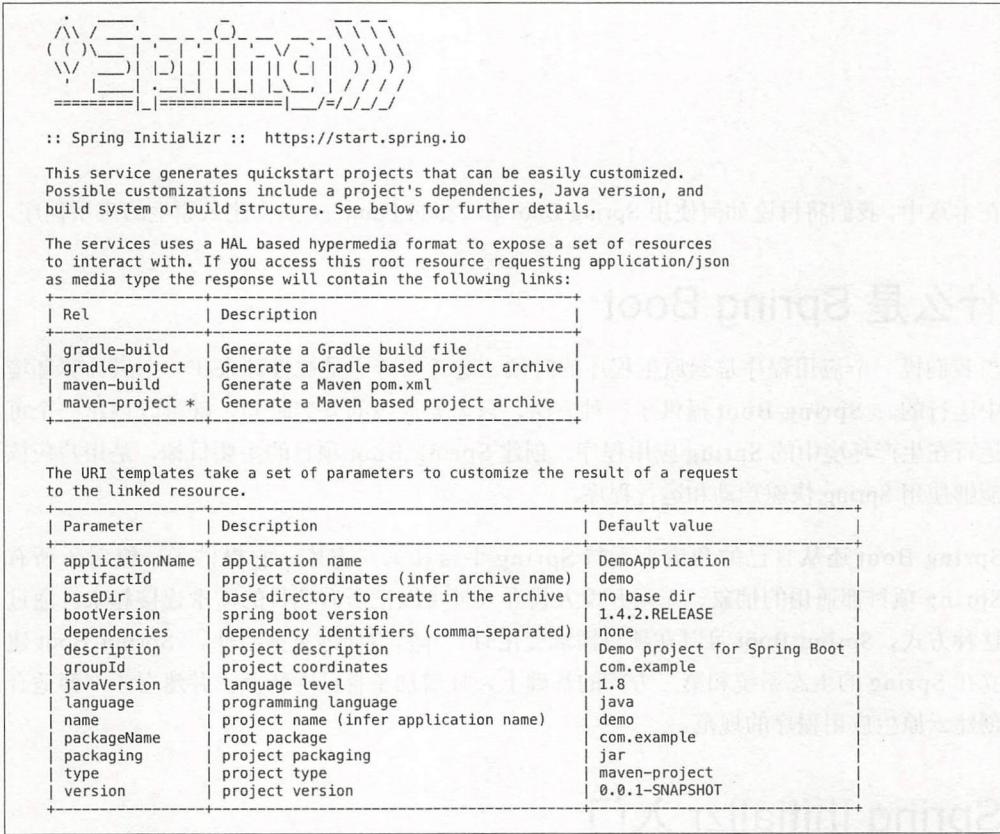 :: Spring Initializr ::  https://start.spring.io
This service generates quickstart projects that can be easily customized.
Possible customizations include a project's dependencies, Java version, and
build system or build structure. See below for further details.
The services uses a HAL based hypermedia format to expose a set of resources
to interact with. If you access this root resource requesting application/json
as media type the response will contain the following links:
| Rel | Description |
| gradle-build | Generate a Gradle build file |
| gradle-project | Generate a Gradle based project archive |
| maven-build | Generate a Maven pom.xml |
| maven-project * | Generate a Maven based project archive |
The URI templates take a set of parameters to customize the result of a request
to the linked resource.
| Parameter | Description | Default value |
| applicationName | application name | DemoApplication |
| artifactId | project coordinates (infer archive name) | demo |
| baseDir | base directory to create in the archive | no base dir |
| bootVersion | spring boot version | 1.4.2.RELEASE |
| dependencies | dependency identifiers (comma-separated) | none |
| description | project description | Demo project for Spring Boot |
| groupId | project coordinates | com.example |
| javaVersion | language level | 1.8 |
| language | programming language | java |
| name | project name (infer application name) | demo |
| packageName | root package | com.example |
| packaging | project packaging | jar |
| type | project type | maven-project |
| version | project version | 0.0.1-SNAPSHOT |